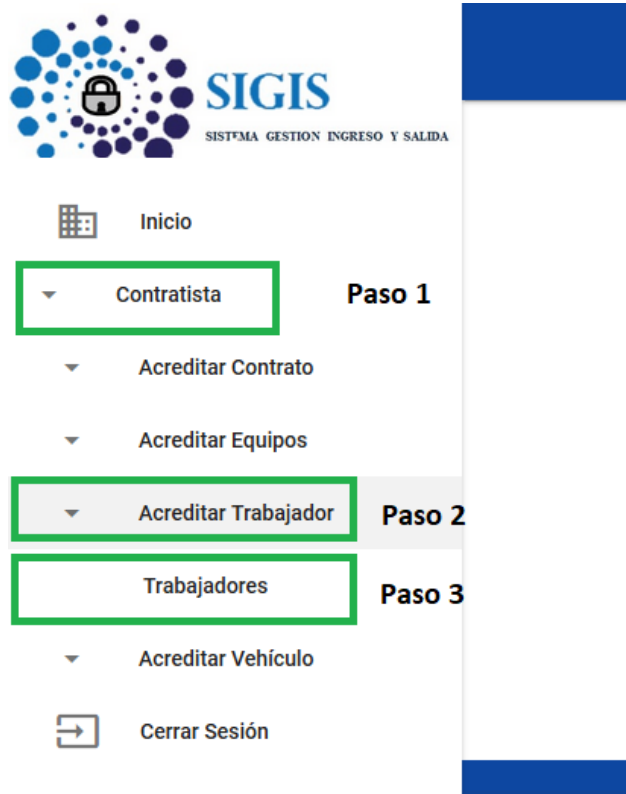 SIGIS
SISTEMA GESTION INGRESO Y SALIDA
Inicio
Contratista Paso 1
Acreditar Contrato
Acreditar Equipos
Acreditar Trabajador Paso 2
Trabajadores Paso 3
Acreditar Vehículo
Cerrar Sesión